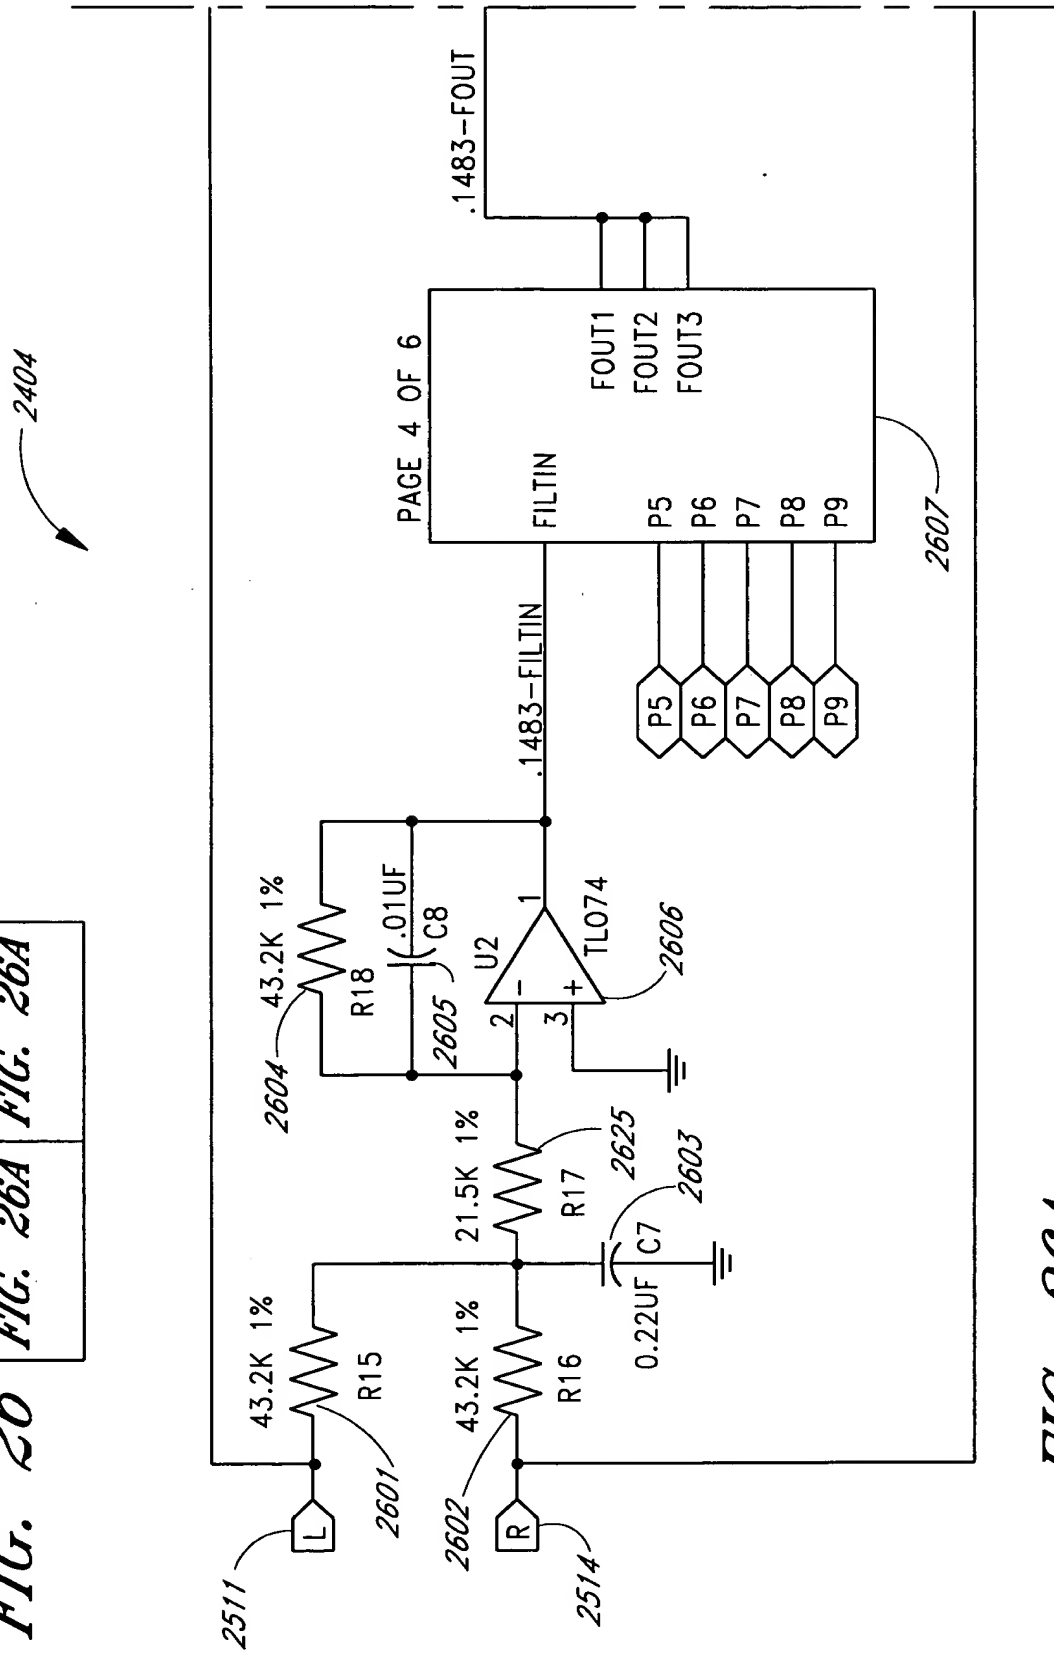 FIG. 26
FIG. 26A
FIG. 26A
2404
2511
L
43.2K 1%
R15
2601
2602
43.2K 1%
R16
R
2514
0.22UF
C7
2603
21.5K 1%
R17
2625
2604
43.2K 1%
R18
.01UF
C8
2605
U2
2
3
1
-
+
TL074
2606
.1483-FILTIN
PAGE 4 OF 6
FILTIN
FOUT1
FOUT2
FOUT3
P5
P6
P7
P8
P9
P5
P6
P7
P8
P9
2607
.1483-FOUT